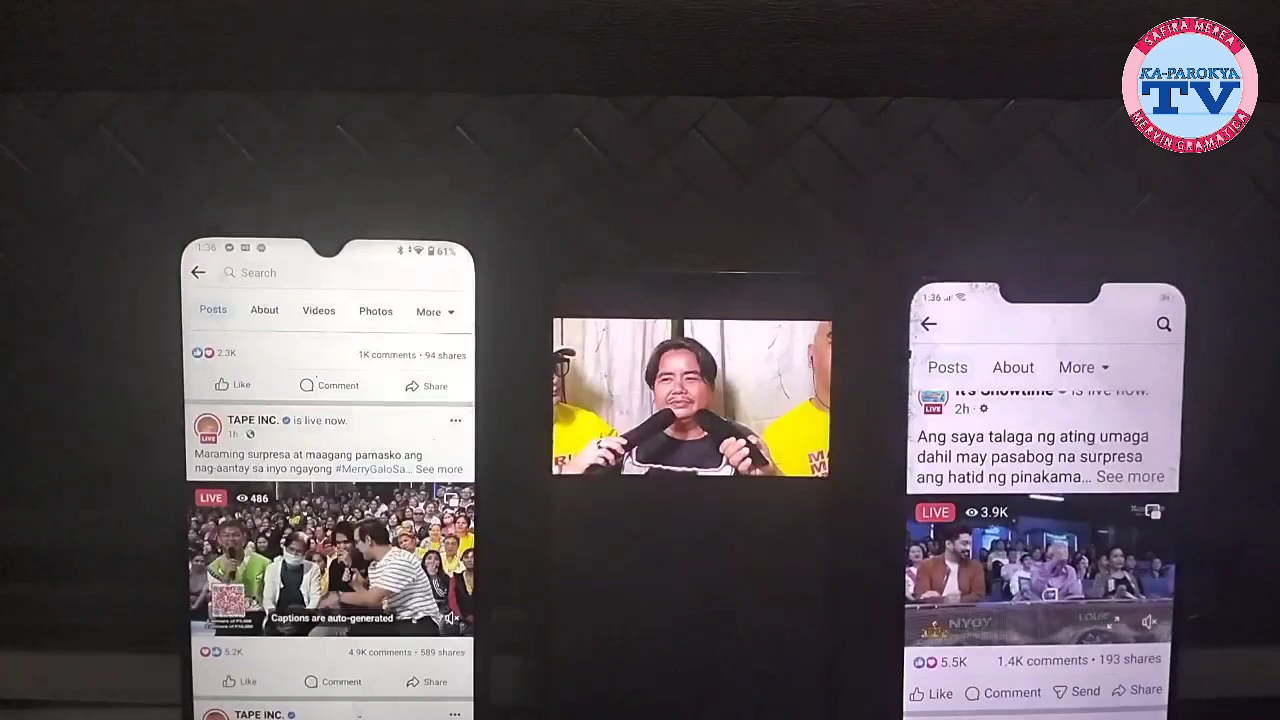 SAFIRA MEREA
KA-PAROKYA
TV
MERVIN GRAMATICA
1:36
61%
Search
Posts About Videos Photos More
2.3K 1K comments • 94 shares
Like Comment Share
TAPE INC. is live now.
LIVE
1h
Maraming surpresa at maagang pamasko ang
nag-aantay sa inyo ngayong #MerryGaloSa... See more
LIVE 486
Captions are auto-generated
5.2K 4.9K comments • 589 shares
Like Comment Share
TAPE INC.
1:36
Posts About More
It's Showtime is live now.
LIVE
2h
Ang saya talaga ng ating umaga
dahil may pasabog na surpresa
ang hatid ng pinakama... See more
LIVE 3.9K
NYOY
5.5K 1.4K comments • 193 shares
Like Comment Send Share